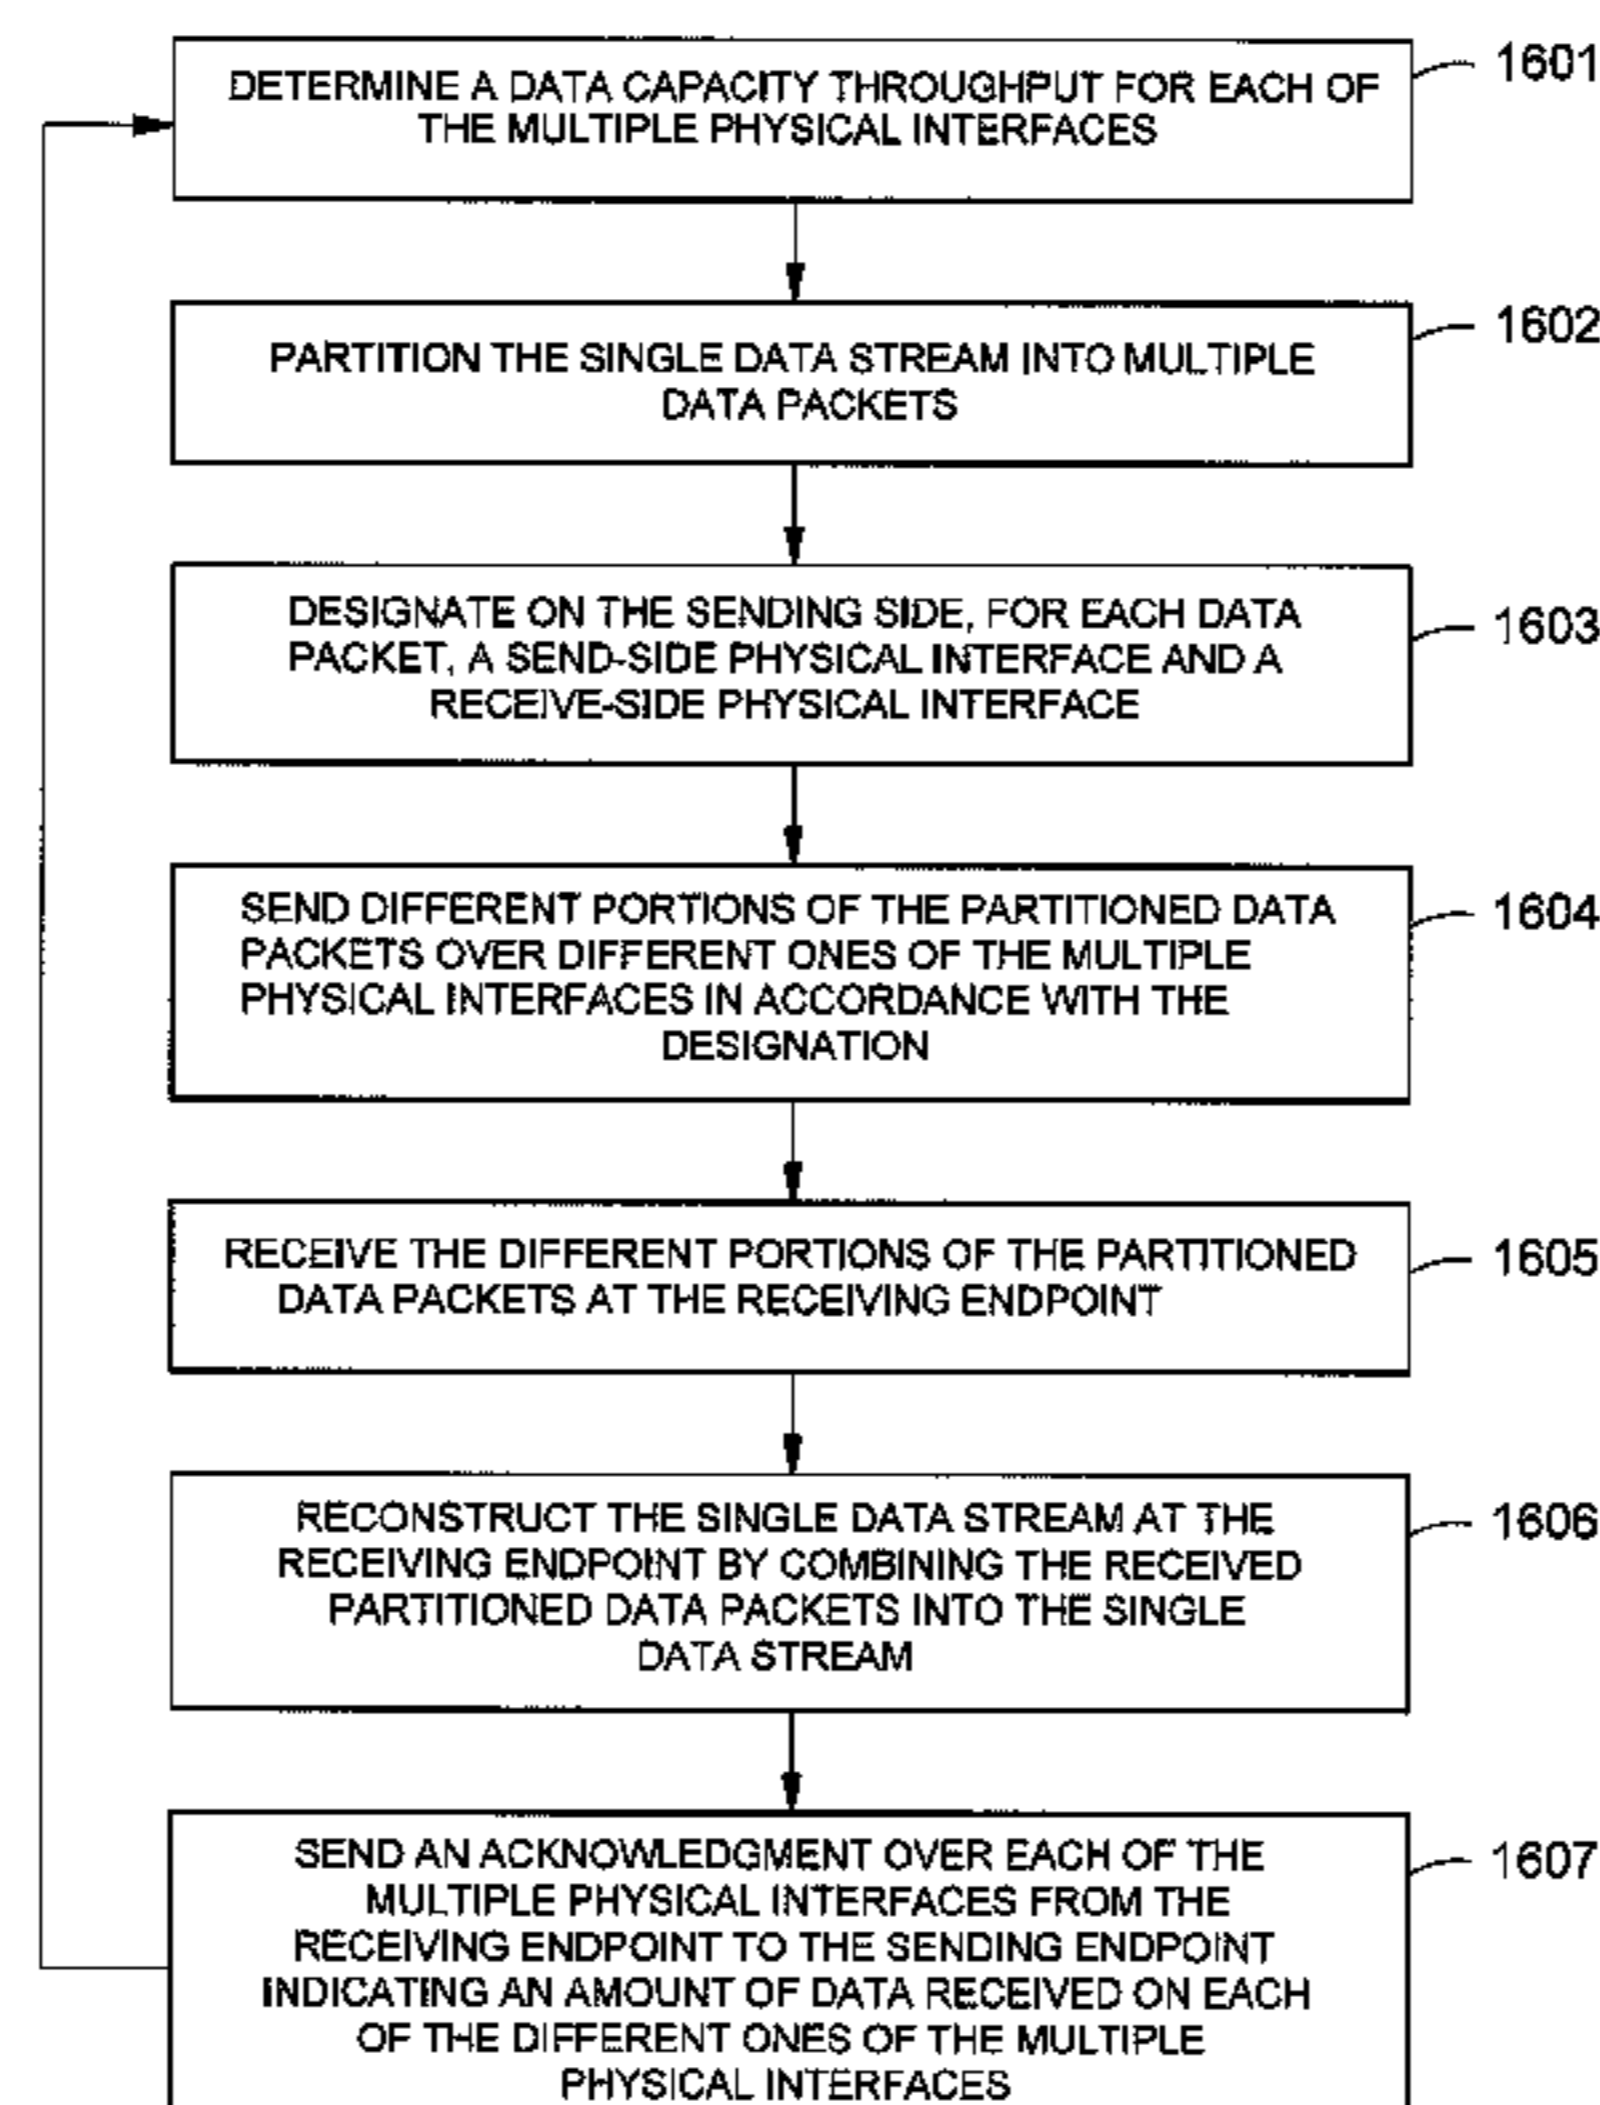 DETERMINE A DATA CAPACITY THROUGHPUT FOR EACH OF
THE MULTIPLE PHYSICAL INTERFACES
1601
PARTITION THE SINGLE DATA STREAM INTO MULTIPLE
DATA PACKETS
1602
DESIGNATE ON THE SENDING SIDE, FOR EACH DATA
PACKET, A SEND-SIDE PHYSICAL INTERFACE AND A
RECEIVE-SIDE PHYSICAL INTERFACE
1603
SEND DIFFERENT PORTIONS OF THE PARTITIONED DATA
PACKETS OVER DIFFERENT ONES OF THE MULTIPLE
PHYSICAL INTERFACES IN ACCORDANCE WITH THE
DESIGNATION
1604
RECEIVE THE DIFFERENT PORTIONS OF THE PARTITIONED
DATA PACKETS AT THE RECEIVING ENDPOINT
1605
RECONSTRUCT THE SINGLE DATA STREAM AT THE
RECEIVING ENDPOINT BY COMBINING THE RECEIVED
PARTITIONED DATA PACKETS INTO THE SINGLE
DATA STREAM
1606
SEND AN ACKNOWLEDGMENT OVER EACH OF THE
MULTIPLE PHYSICAL INTERFACES FROM THE
RECEIVING ENDPOINT TO THE SENDING ENDPOINT
INDICATING AN AMOUNT OF DATA RECEIVED ON EACH
OF THE DIFFERENT ONES OF THE MULTIPLE
PHYSICAL INTERFACES
1607